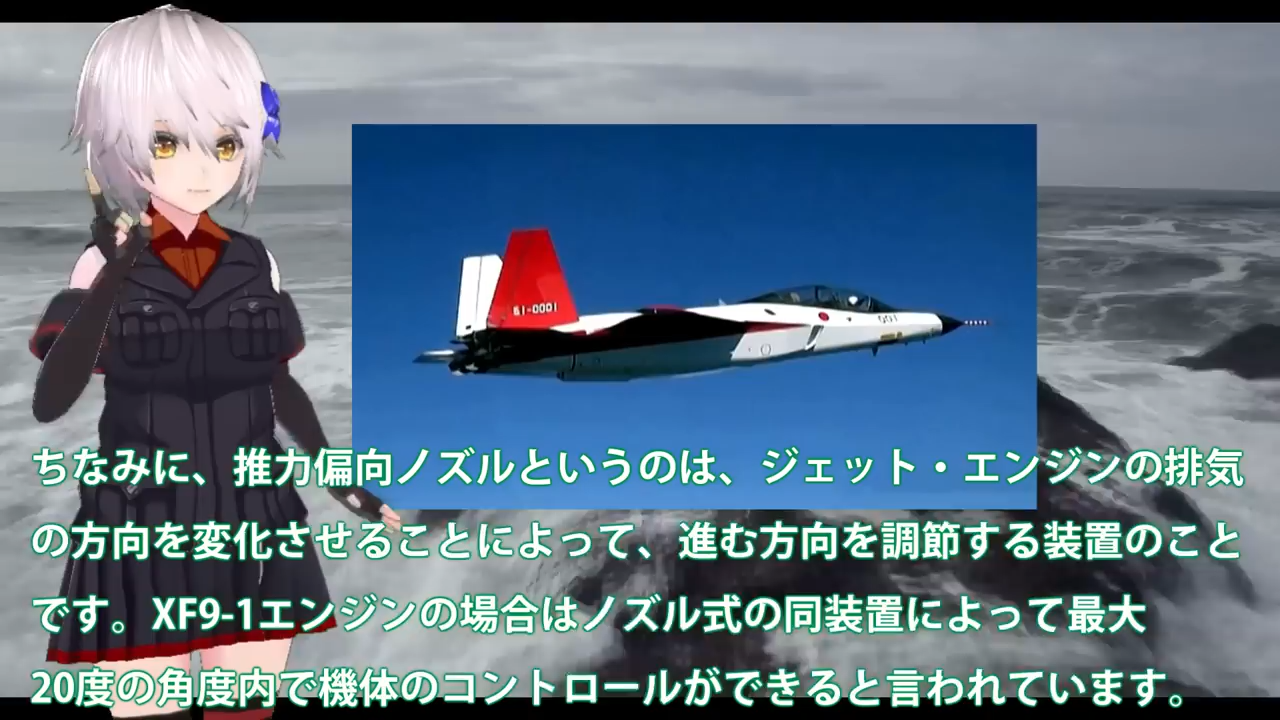 51-0001
001
ちなみに、推力偏向ノズルというのは、ジェット・エンジンの排気
の方向を変化させることによって、進む方向を調節する装置のこと
です。XF9-1エンジンの場合はノズル式の同装置によって最大
20度の角度内で機体のコントロールができると言われています。